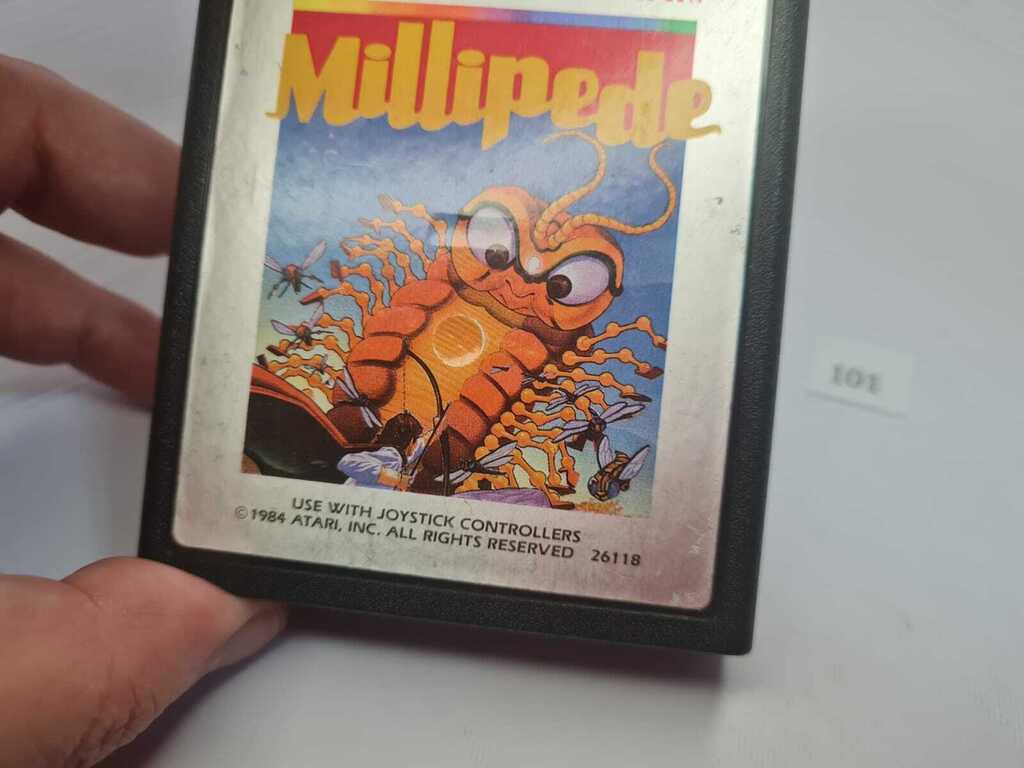 Millipede
101
USE WITH JOYSTICK CONTROLLERS
©1984 ATARI, INC. ALL RIGHTS RESERVED 26118